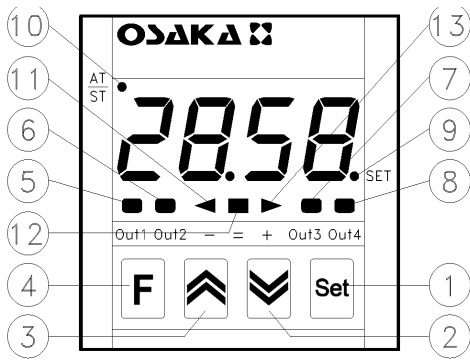 10 OSAKA 13
11 AT
ST 7
6 28.58. 9
5 SET 8
12 Out1 Out2 - = + Out3 Out4
4 F Set 1
3 2